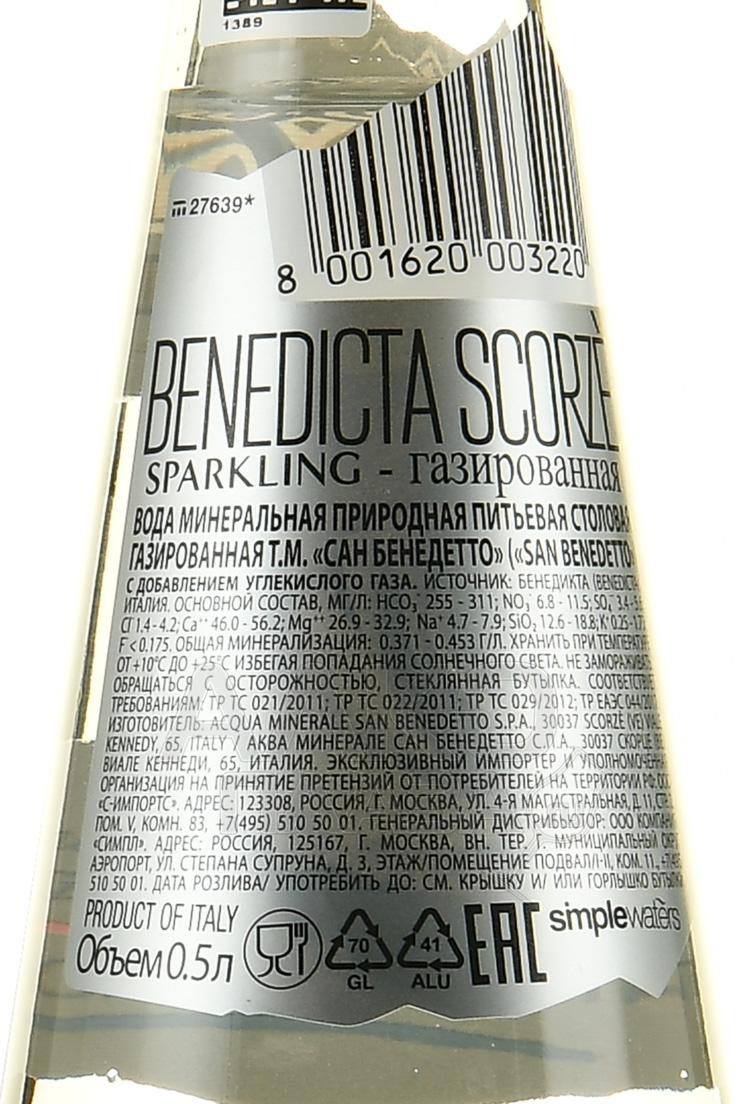 1389
27639*
8 001620 003220
BENEDICTA SCORZÈ
SPARKLING - газированная
ВОДА МИНЕРАЛЬНАЯ ПРИРОДНАЯ ПИТЬЕВАЯ СТОЛОВАЯ
ГАЗИРОВАННАЯ Т.М. «САН БЕНЕДЕТТО» («SAN BENEDETTO»
С ДОБАВЛЕНИЕМ УГЛЕКИСЛОГО ГАЗА. ИСТОЧНИК: БЕНЕДИКТА (BENEDICTA
ИТАЛИЯ. ОСНОВНОЙ СОСТАВ, МГ/Л: HCO₃⁻ 255 - 311; NO₃⁻ 6.8 - 11.5; SO₄ 3.4 -
Cl⁻ 1.4 - 4.2; Ca⁺⁺ 46.0 - 56.2; Mg⁺⁺ 26.9 - 32.9; Na⁺ 4.7 - 7.9; SiO₂ 12.6 - 18.8; K⁺ 0.25 -
F⁻ < 0.175. ОБЩАЯ МИНЕРАЛИЗАЦИЯ: 0.371 - 0.453 Г/Л. ХРАНИТЬ ПРИ ТЕМПЕРАТУР
ОТ +10°C ДО +25°C ИЗБЕГАЯ ПОПАДАНИЯ СОЛНЕЧНОГО СВЕТА. НЕ ЗАМОРАЖИВАТЬ
ОБРАЩАТЬСЯ С ОСТОРОЖНОСТЬЮ, СТЕКЛЯННАЯ БУТЫЛКА. СООТВЕТСТВУЕ
ТРЕБОВАНИЯМ: ТР ТС 021/2011; ТР ТС 022/2011; ТР ТС 029/2012; ТР ЕАЭС 044/20
ИЗГОТОВИТЕЛЬ: ACQUA MINERALE SAN BENEDETTO S.P.A., 30037 SCORZÈ (VE) VIALE
KENNEDY, 65, ITALY / АКВА МИНЕРАЛЕ САН БЕНЕДЕТТО С.П.А., 30037 СКОРЦЕ (ВЕ)
ВИАЛЕ КЕННЕДИ, 65, ИТАЛИЯ. ЭКСКЛЮЗИВНЫЙ ИМПОРТЕР И УПОЛНОМОЧЕНН
ОРГАНИЗАЦИЯ НА ПРИНЯТИЕ ПРЕТЕНЗИЙ ОТ ПОТРЕБИТЕЛЕЙ НА ТЕРРИТОРИИ РФ: ООО
«С-ИМПОРТС». АДРЕС: 123308, РОССИЯ, Г. МОСКВА, УЛ. 4-Я МАГИСТРАЛЬНАЯ, Д. 11, СТР.
ПОМ. V, КОМН. 83, +7(495) 510 50 01. ГЕНЕРАЛЬНЫЙ ДИСТРИБЬЮТОР: ООО КОМПАН
«СИМПЛ». АДРЕС: РОССИЯ, 125167, Г. МОСКВА, ВН. ТЕР. Г. МУНИЦИПАЛЬНЫЙ ОКРУ
АЭРОПОРТ, УЛ. СТЕПАНА СУПРУНА, Д. 3, ЭТАЖ/ПОМЕЩЕНИЕ ПОДВАЛ/I-II, КОМ. 11., +7(495)
510 50 01. ДАТА РОЗЛИВА/ УПОТРЕБИТЬ ДО: СМ. КРЫШКУ И/ ИЛИ ГОРЛЫШКО БУТЫЛК
PRODUCT OF ITALY
Объем 0.5л
70 GL
41 ALU
EAC
simplewaters